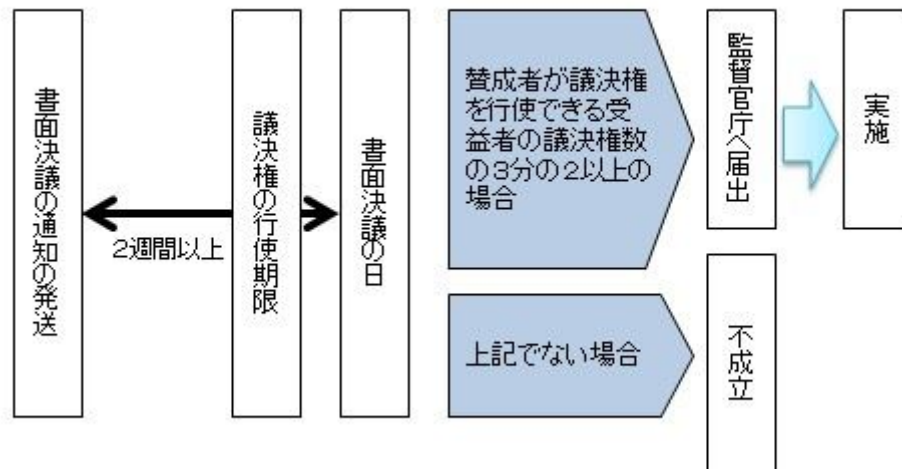 書面決議の通知の発送
2週間以上
議決権の行使期限
書面決議の日
賛成者が議決権
を行使できる受
益者の議決権数
の3分の2以上の
場合
監督官庁へ届出
実施
上記でない場合
不成立